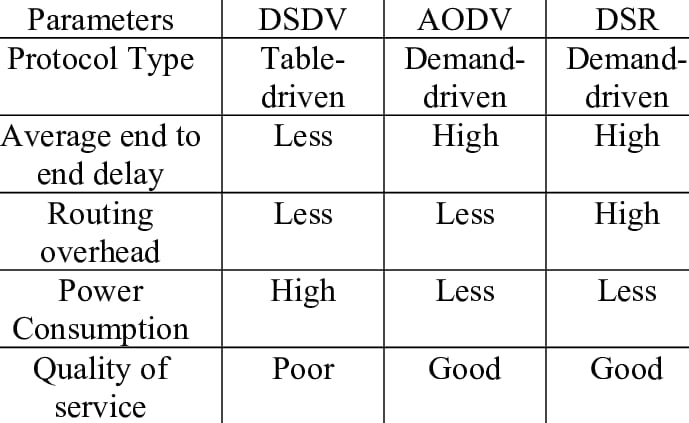 Parameters DSDV AODV DSR
Protocol Type Table- Demand- Demand-
driven driven driven
Average end to Less High High
end delay
Routing Less Less High
overhead
Power High Less Less
Consumption
Quality of Poor Good Good
service